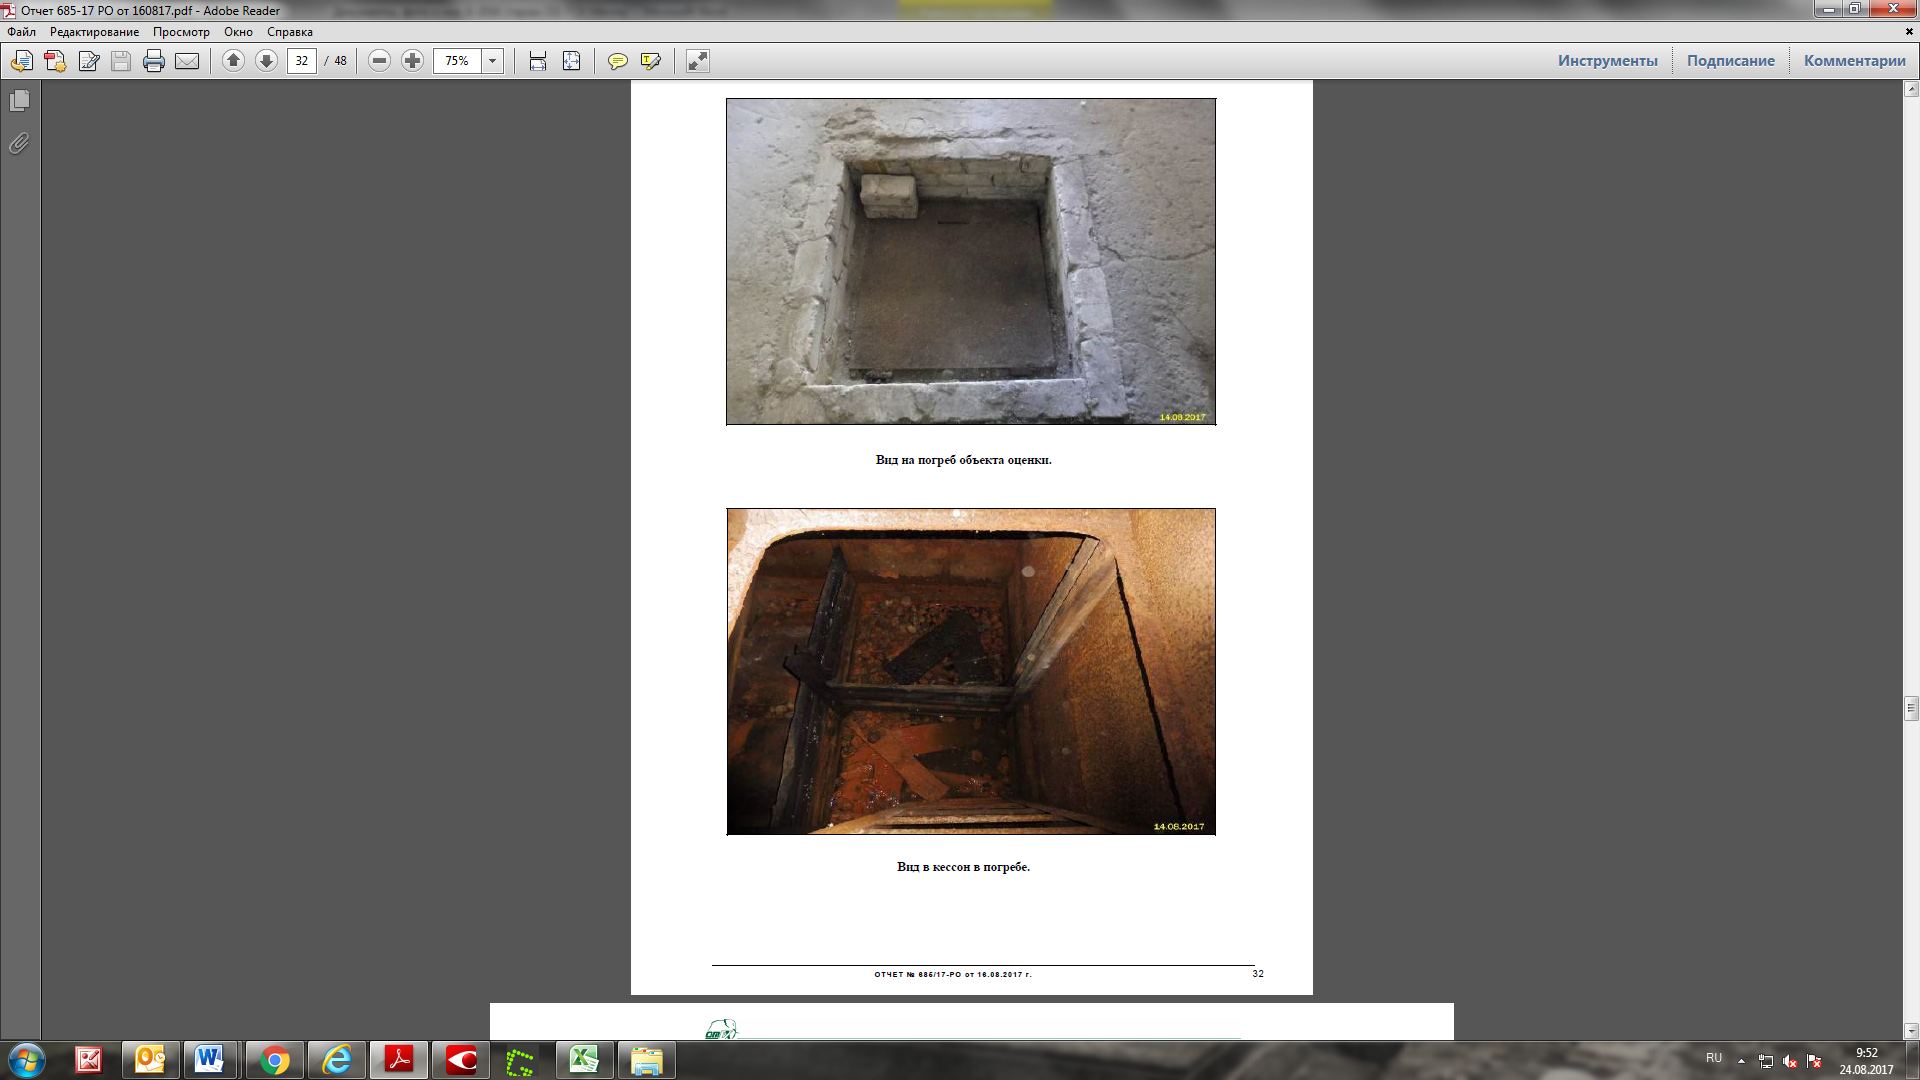 Отчет 685-17 РО от 160817.pdf - Adobe Reader
Файл Редактирование Просмотр Окно Справка
32 / 48 75% Инструменты Подписание Комментарии
14.08.2017
Вид на погреб объекта оценки.
14.08.2017
Вид в кессон в погребе.
ОТЧЕТ № 685/17-РО от 16.08.2017 г. 32
RU 9:52
24.08.2017